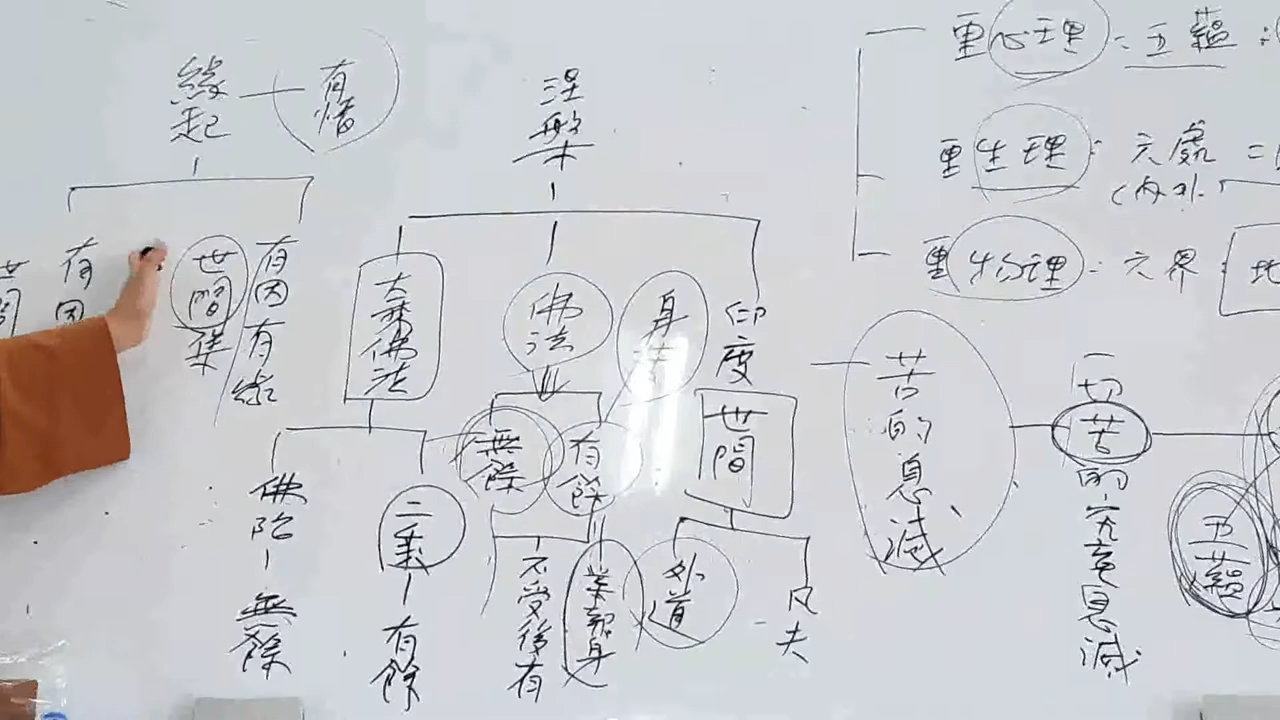 緣起
有情
有因
世間
有因有緣
世間集
涅槃
大乘佛法
佛陀
無餘
二乘
有餘
佛法
無餘
有餘
身
不受後有
業報身
印度
世間
外道
凡夫
重心理:五蘊:
重生理:六處=
(內外)
重物理:六界:地
苦的息滅
一切苦的究竟息滅
五蘊